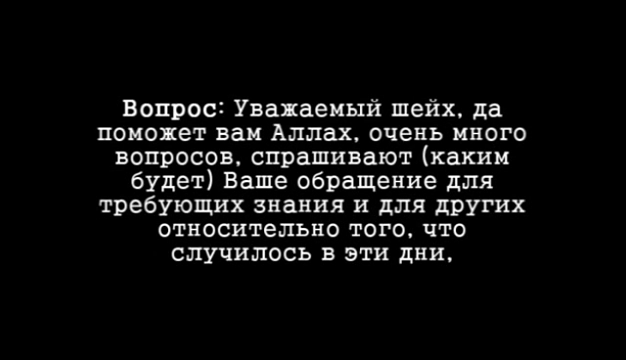 Вопрос: Уважаемый шейх, да
поможет вам Аллах, очень много
вопросов, спрашивают (каким
будет) Ваше обращение для
требующих знания и для других
относительно того, что
случилось в эти дни,